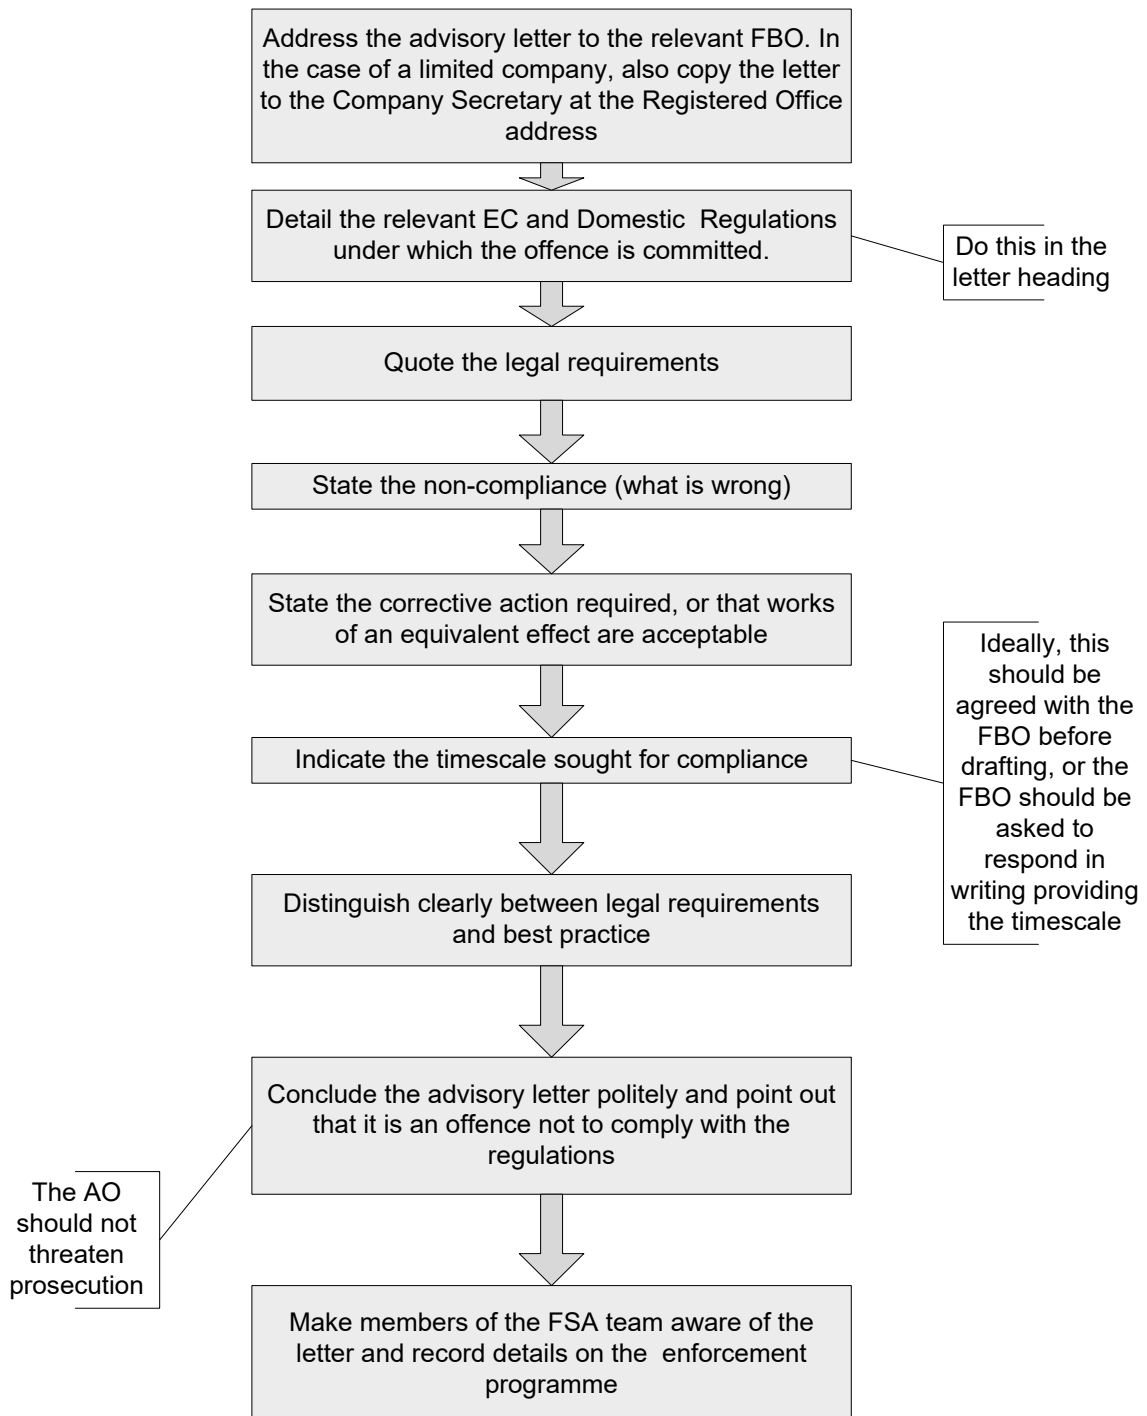 Address the advisory letter to the relevant FBO. In
the case of a limited company, also copy the letter
to the Company Secretary at the Registered Office
address
Detail the relevant EC and Domestic  Regulations
under which the offence is committed.
Do this in the
letter heading
Quote the legal requirements
State the non-compliance (what is wrong)
State the corrective action required, or that works
of an equivalent effect are acceptable
Indicate the timescale sought for compliance
Ideally, this
should be
agreed with the
FBO before
drafting, or the
FBO should be
asked to
respond in
writing providing
the timescale
Distinguish clearly between legal requirements
and best practice
Conclude the advisory letter politely and point out
that it is an offence not to comply with the
regulations
The AO
should not
threaten
prosecution
Make members of the FSA team aware of the
letter and record details on the  enforcement
programme